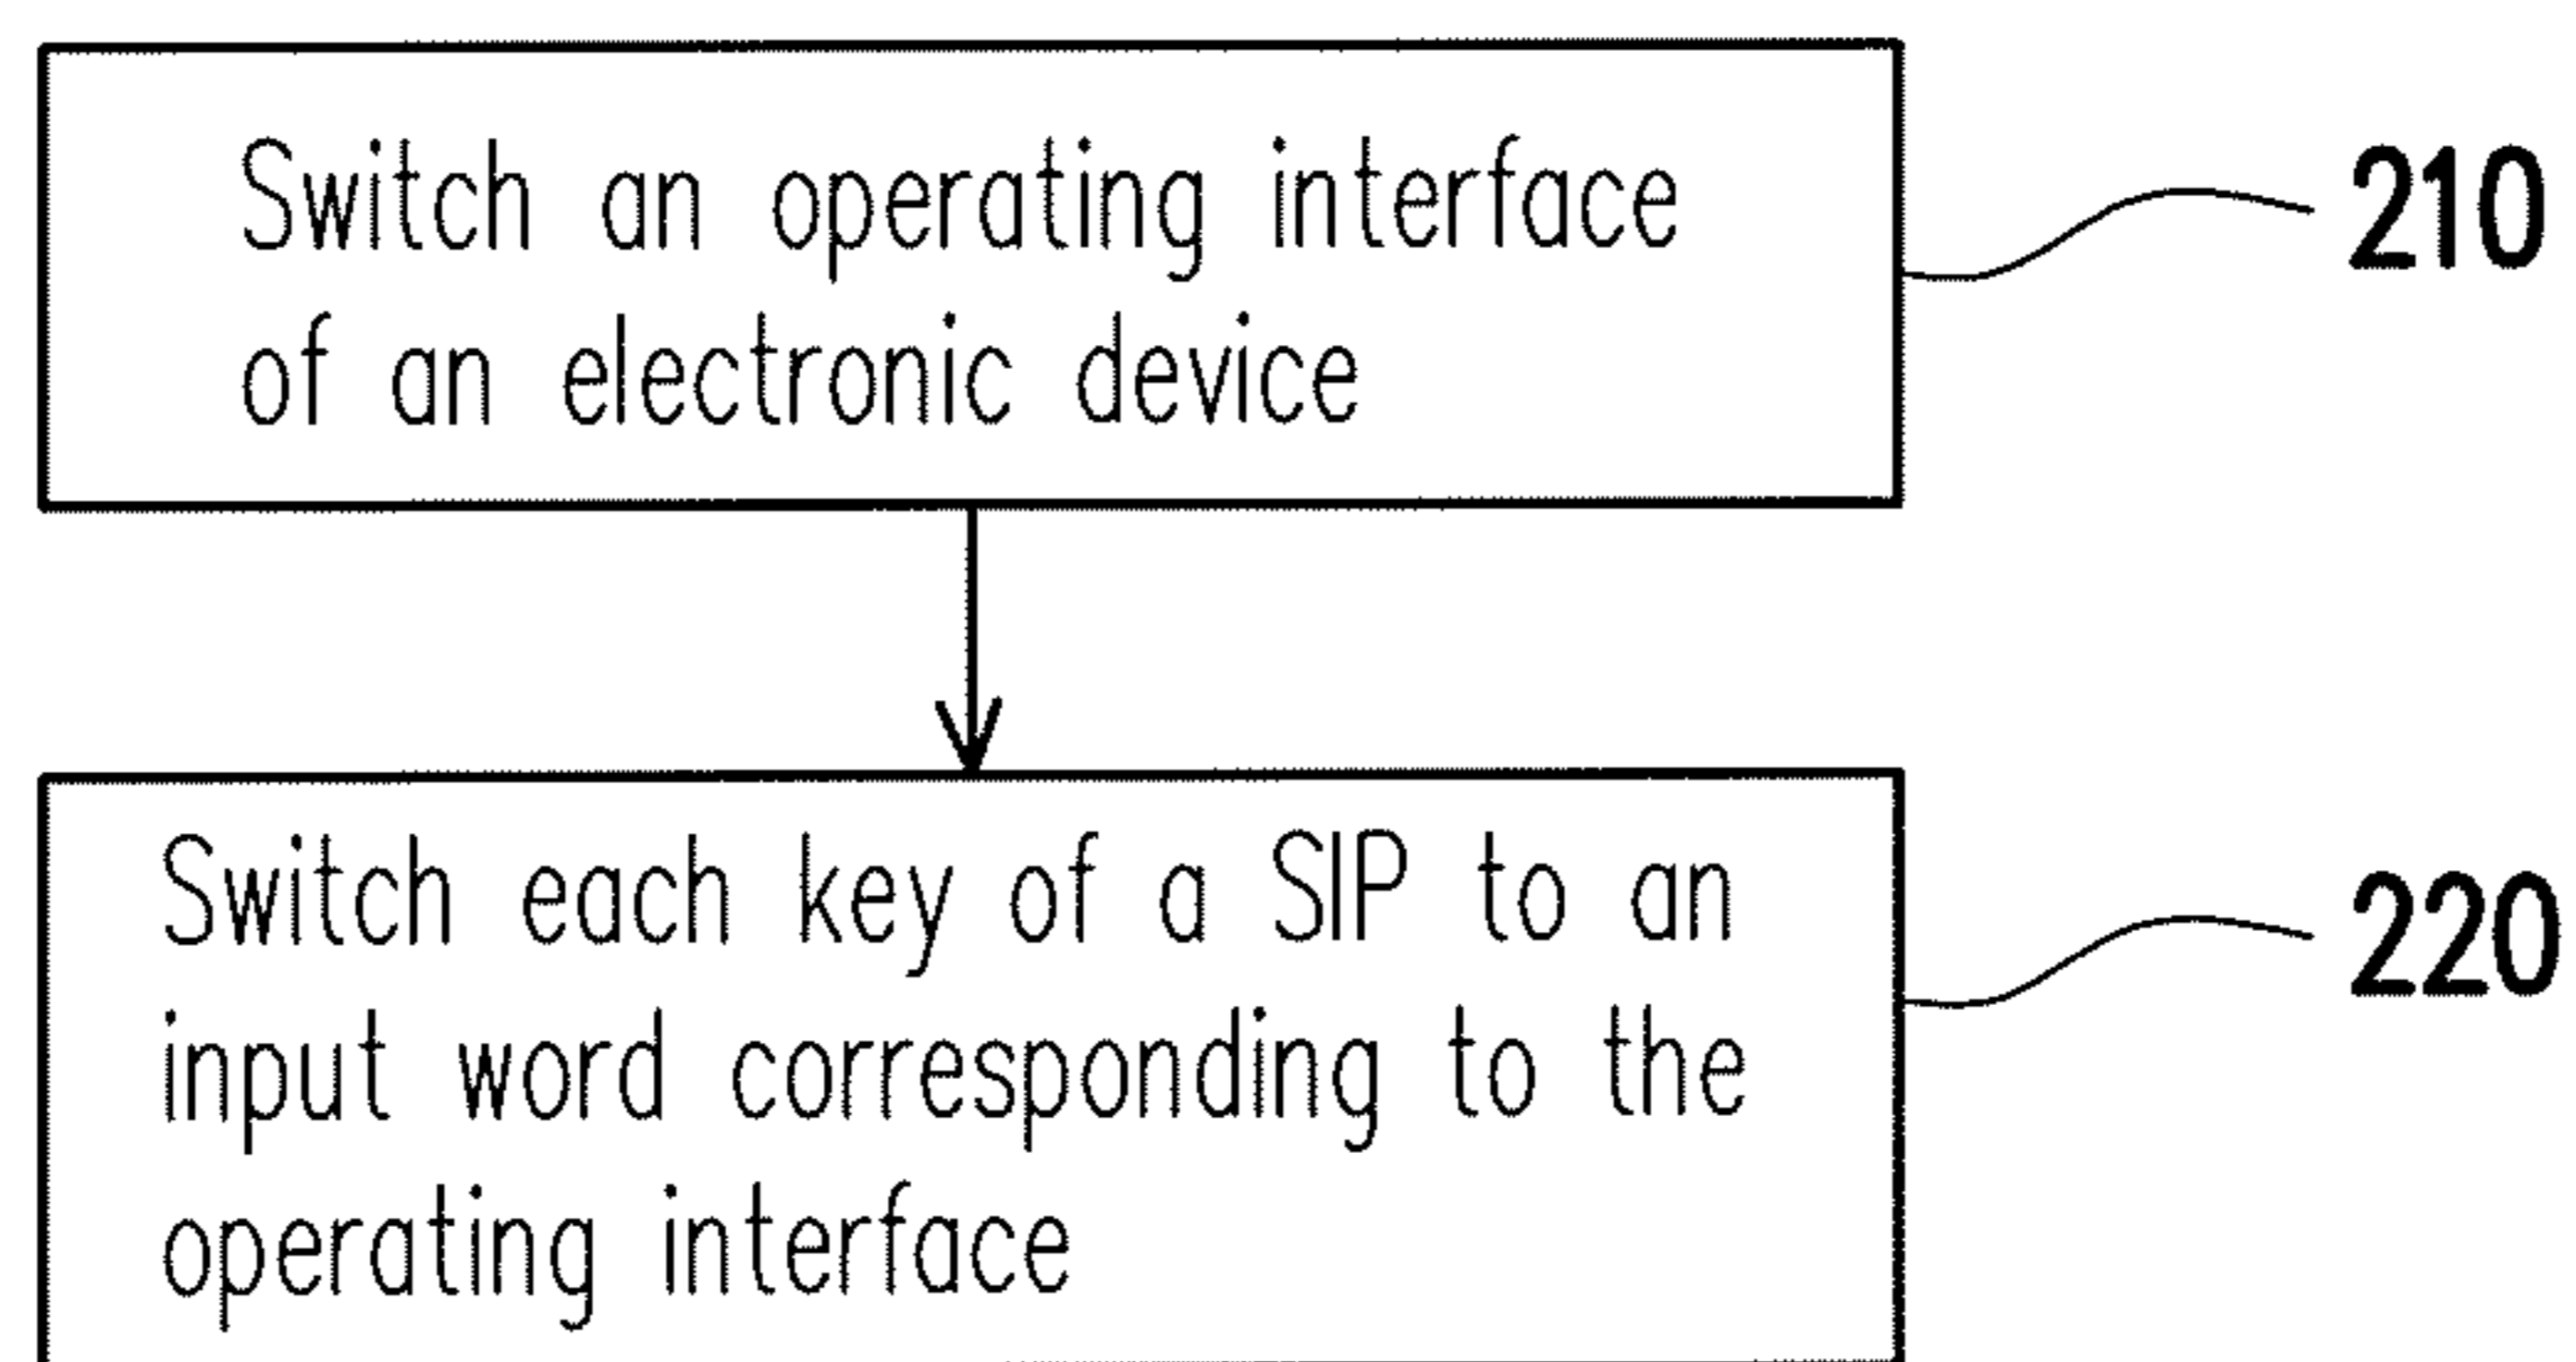 Switch an operating interface
of an electronic device
210
Switch each key of a SIP to an
input word corresponding to the
operating interface
220